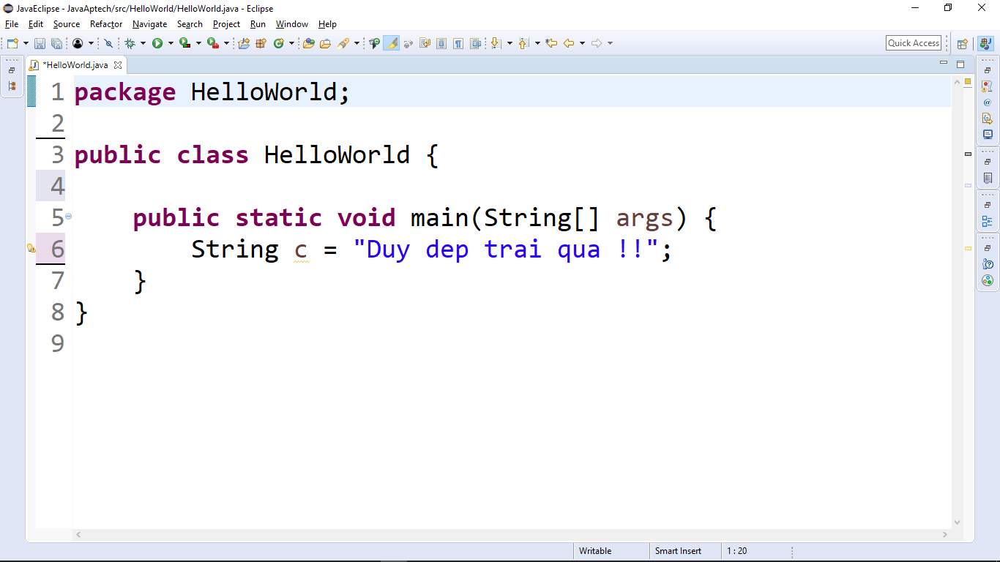 JavaEclipse - JavaAptech/src/HelloWorld/HelloWorld.java - Eclipse
File Edit Source Refactor Navigate Search Project Run Window Help
Quick Access
*HelloWorld.java
1 package HelloWorld;
2
3 public class HelloWorld {
4
5 public static void main(String[] args) {
6 String c = "Duy dep trai qua !!";
7 }
8 }
9
Writable Smart Insert 1 : 20